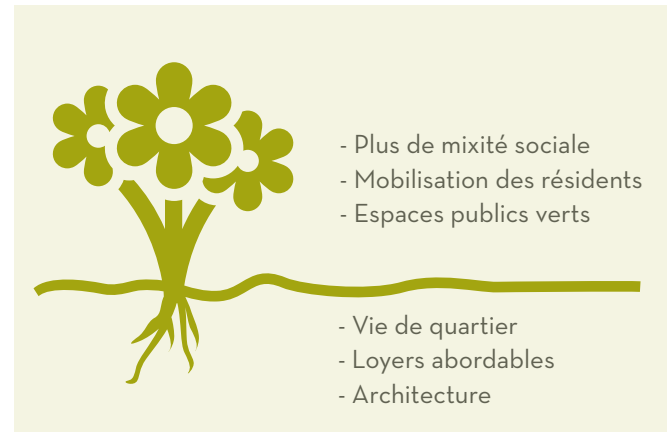 - Plus de mixité sociale
- Mobilisation des résidents
- Espaces publics verts
- Vie de quartier
- Loyers abordables
- Architecture